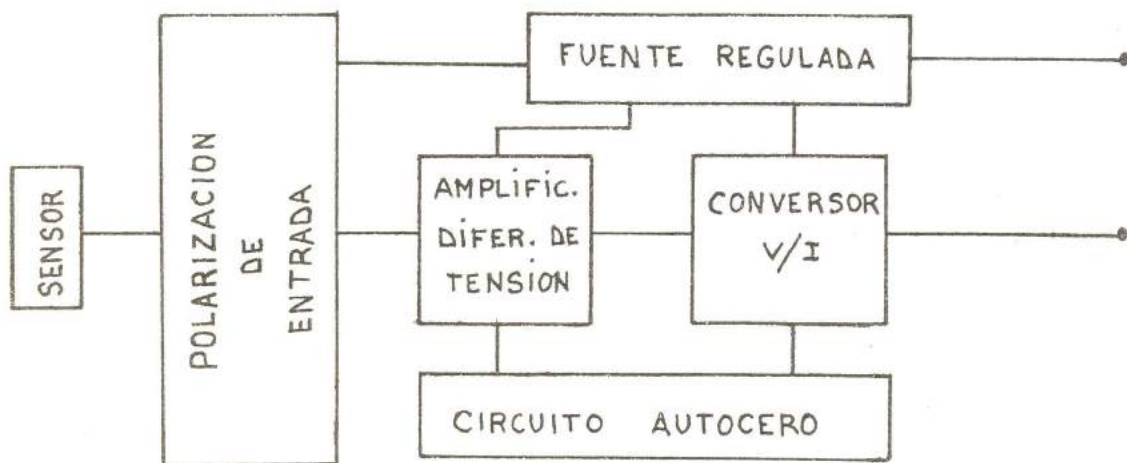 SENSOR
POLARIZACION
DE
ENTRADA
FUENTE REGULADA
AMPLIFIC.
DIFER. DE
TENSION
CONVERSOR
V/I
CIRCUITO AUTOCERO